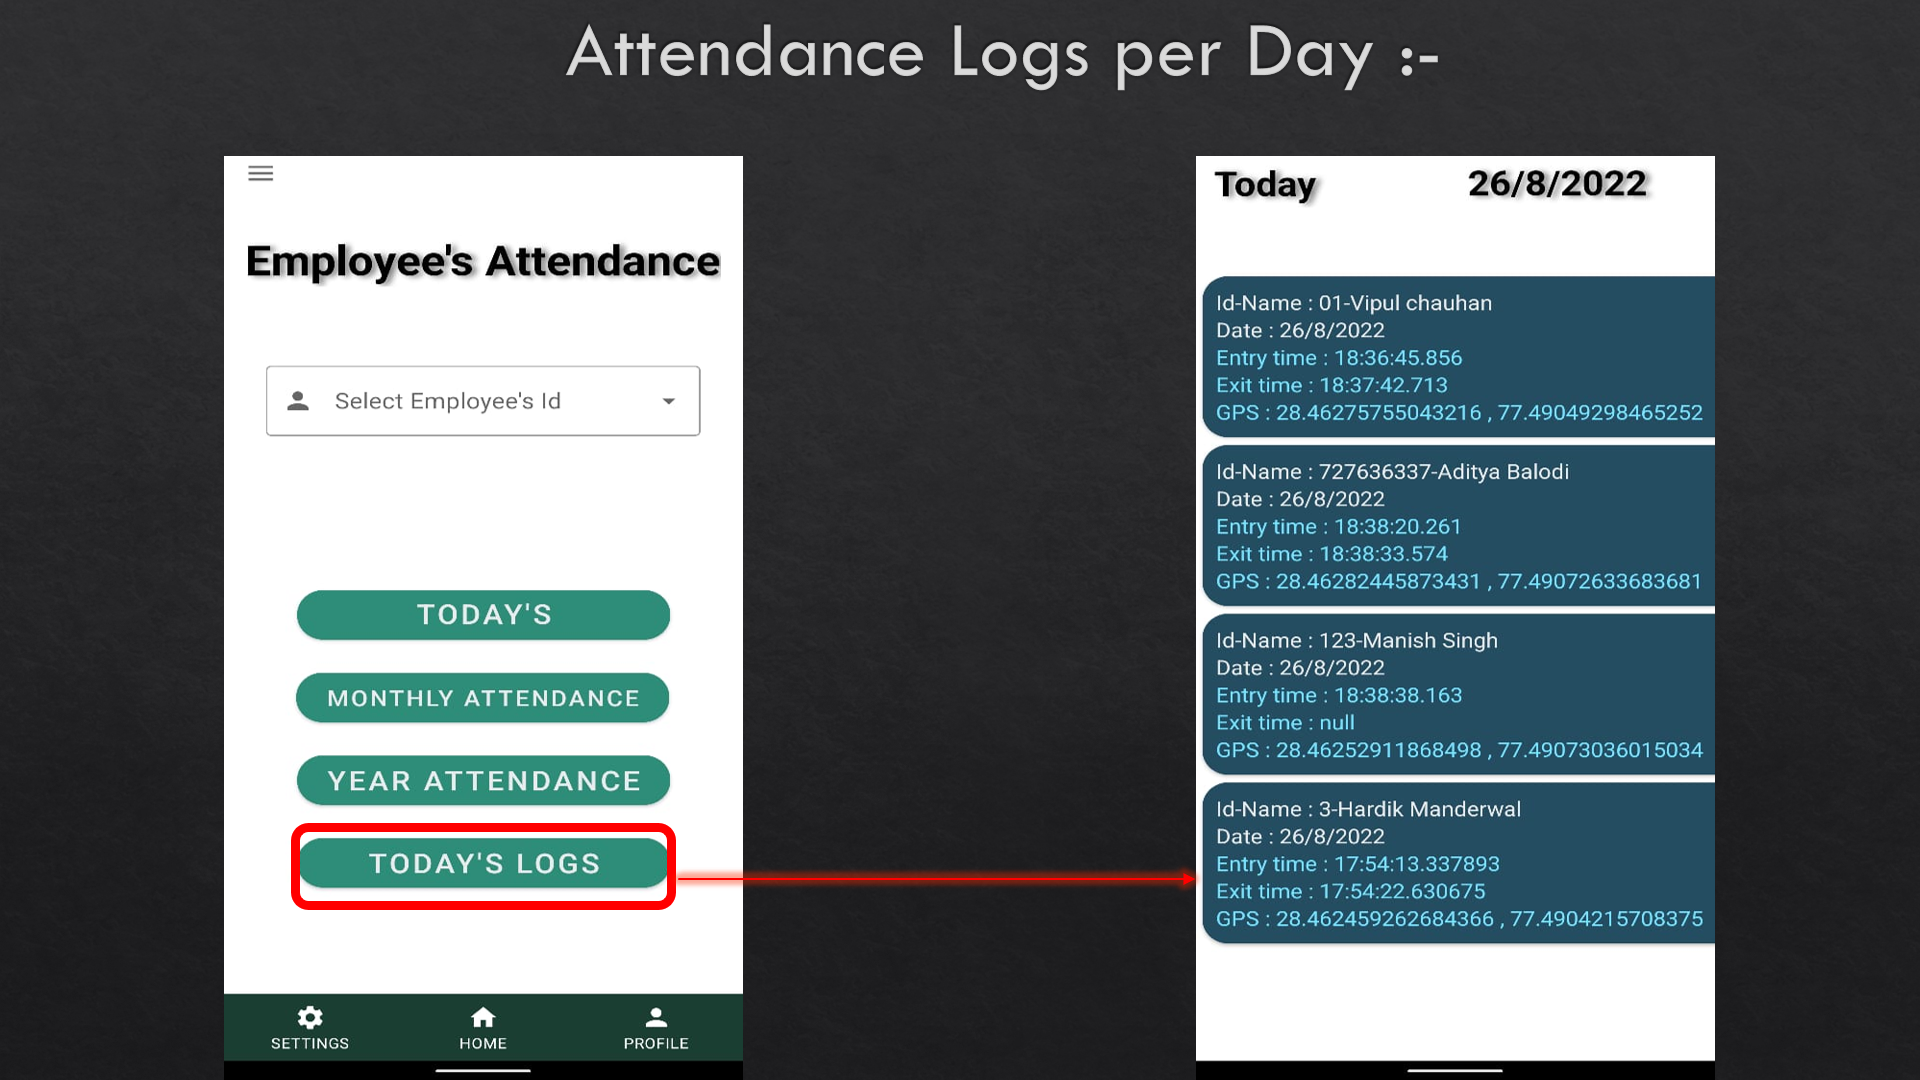 Attendance Logs per Day :-
Employee's Attendance
Select Employee's Id
TODAY'S
MONTHLY ATTENDANCE
YEAR ATTENDANCE
TODAY'S LOGS
SETTINGS
HOME
PROFILE
Today 26/8/2022
Id-Name : 01-Vipul chauhan
Date : 26/8/2022
Entry time : 18:36:45.856
Exit time : 18:37:42.713
GPS : 28.46275755043216 , 77.49049298465252
Id-Name : 727636337-Aditya Balodi
Date : 26/8/2022
Entry time : 18:38:20.261
Exit time : 18:38:33.574
GPS : 28.46282445873431 , 77.49072633683681
Id-Name : 123-Manish Singh
Date : 26/8/2022
Entry time : 18:38:38.163
Exit time : null
GPS : 28.46252911868498 , 77.49073036015034
Id-Name : 3-Hardik Manderwal
Date : 26/8/2022
Entry time : 17:54:13.337893
Exit time : 17:54:22.630675
GPS : 28.462459262684366 , 77.4904215708375